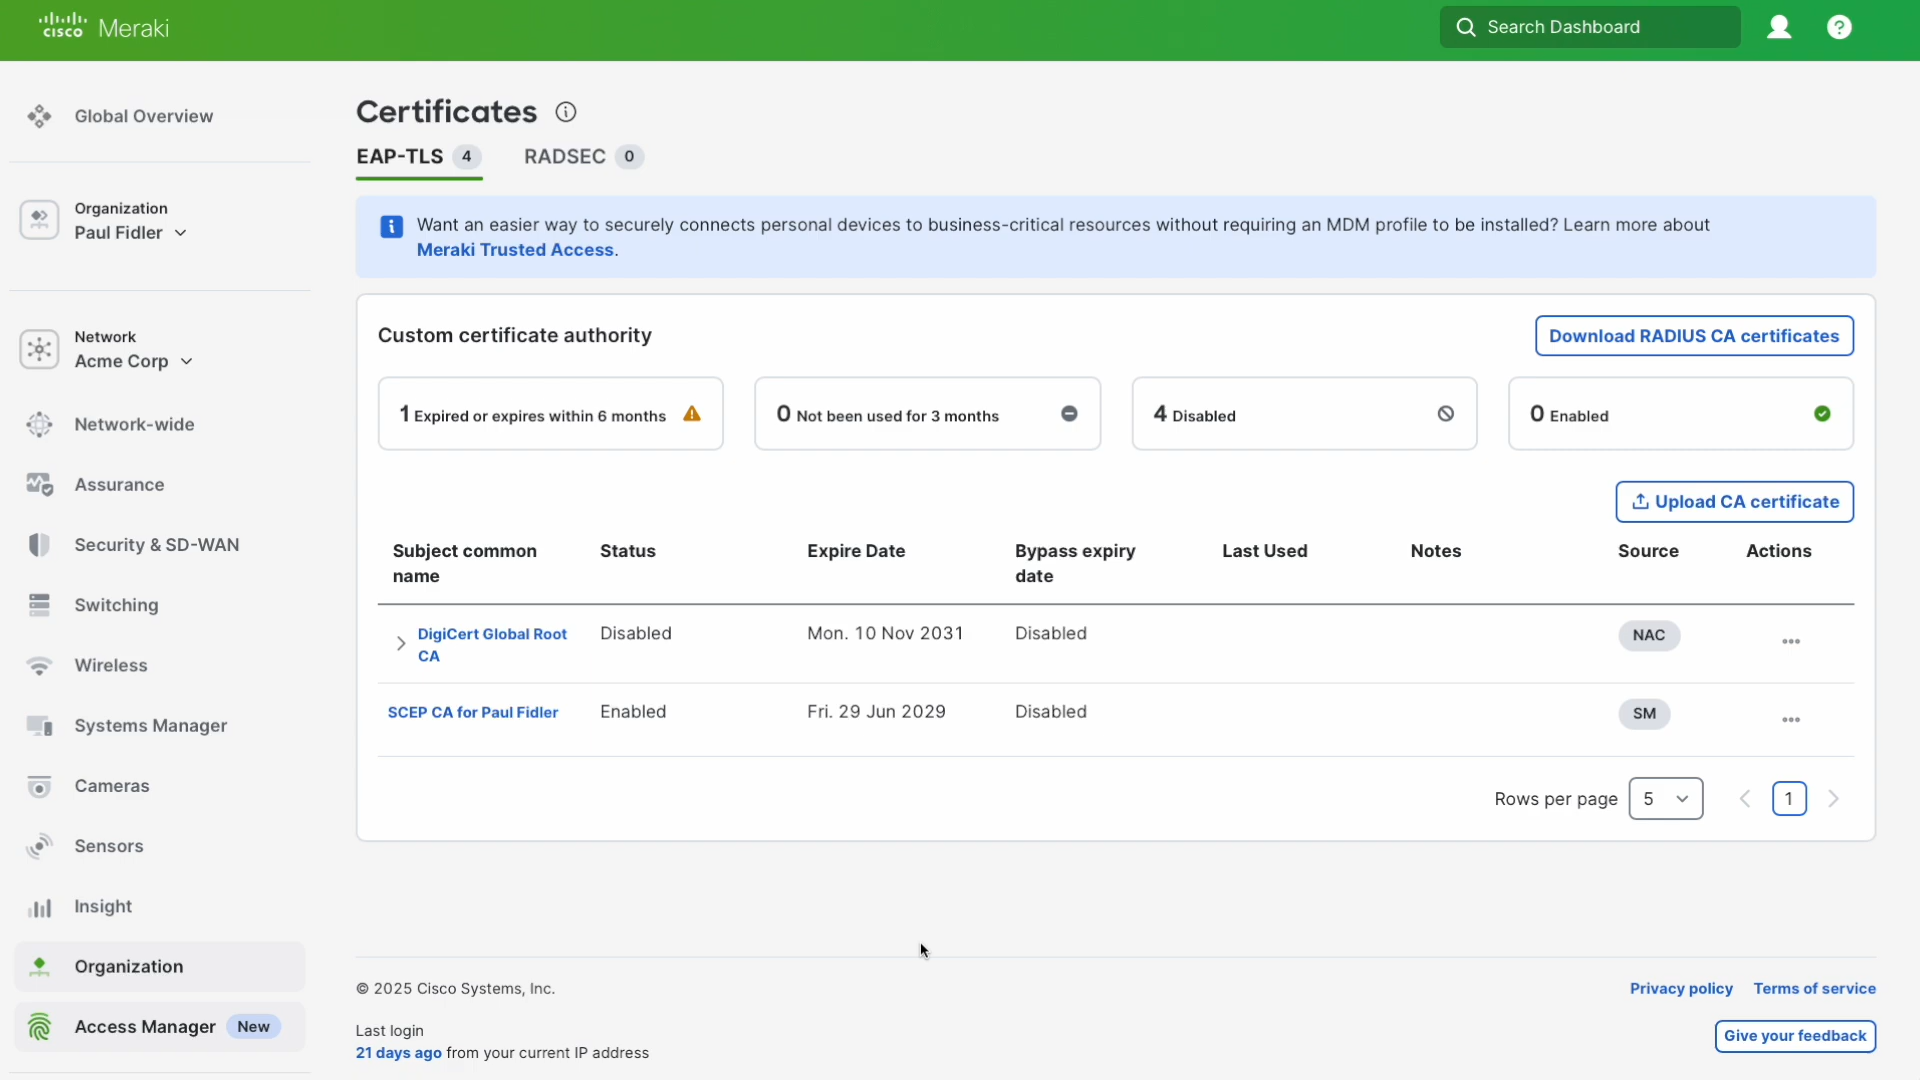 cisco Meraki
Search Dashboard
Global Overview
Organization
Paul Fidler
Network
Acme Corp
Network-wide
Assurance
Security & SD-WAN
Switching
Wireless
Systems Manager
Cameras
Sensors
Insight
Organization
Access Manager New
Certificates
EAP-TLS 4 RADSEC 0
Want an easier way to securely connects personal devices to business-critical resources without requiring an MDM profile to be installed? Learn more about
Meraki Trusted Access.
Custom certificate authority
Download RADIUS CA certificates
1 Expired or expires within 6 months
0 Not been used for 3 months
4 Disabled
0 Enabled
Upload CA certificate
Subject common name Status Expire Date Bypass expiry date Last Used Notes Source Actions
DigiCert Global Root CA Disabled Mon. 10 Nov 2031 Disabled NAC
SCEP CA for Paul Fidler Enabled Fri. 29 Jun 2029 Disabled SM
Rows per page 5 1
© 2025 Cisco Systems, Inc.
Privacy policy Terms of service
Last login
21 days ago from your current IP address
Give your feedback